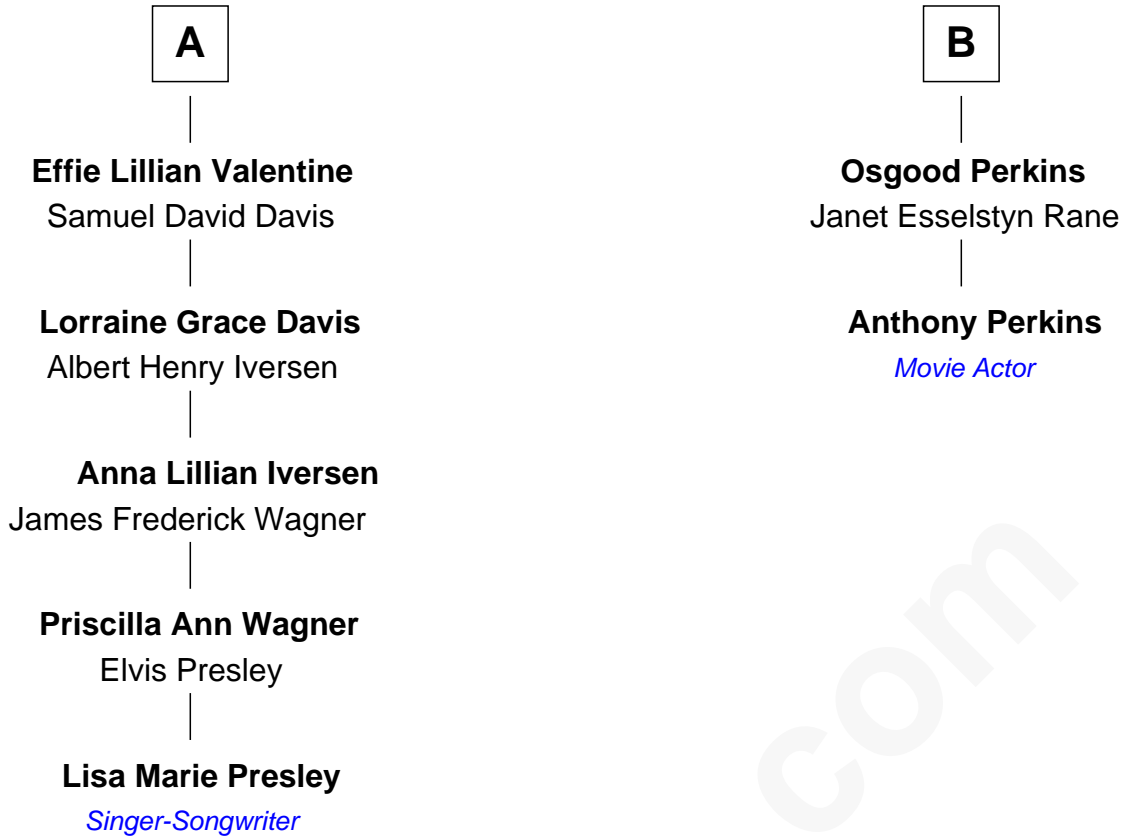 A
Effie Lillian Valentine
Samuel David Davis
Lorraine Grace Davis
Albert Henry Iversen
Anna Lillian Iversen
James Frederick Wagner
Priscilla Ann Wagner
Elvis Presley
Lisa Marie Presley
Singer-Songwriter
B
Osgood Perkins
Janet Esselstyn Rane
Anthony Perkins
Movie Actor
com